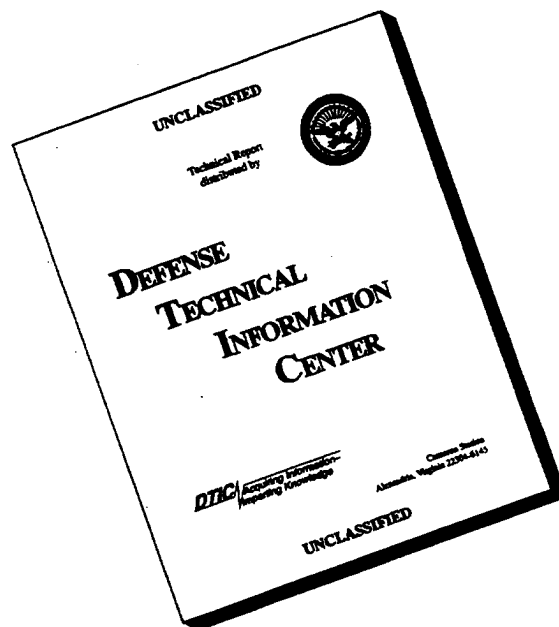 UNCLASSIFIED
Technical Report
distributed by
DEFENSE
TECHNICAL
INFORMATION
CENTER
DTIC Acquiring Information—
Imparting Knowledge
Cameron Station
Alexandria, Virginia 22304-6145
UNCLASSIFIED